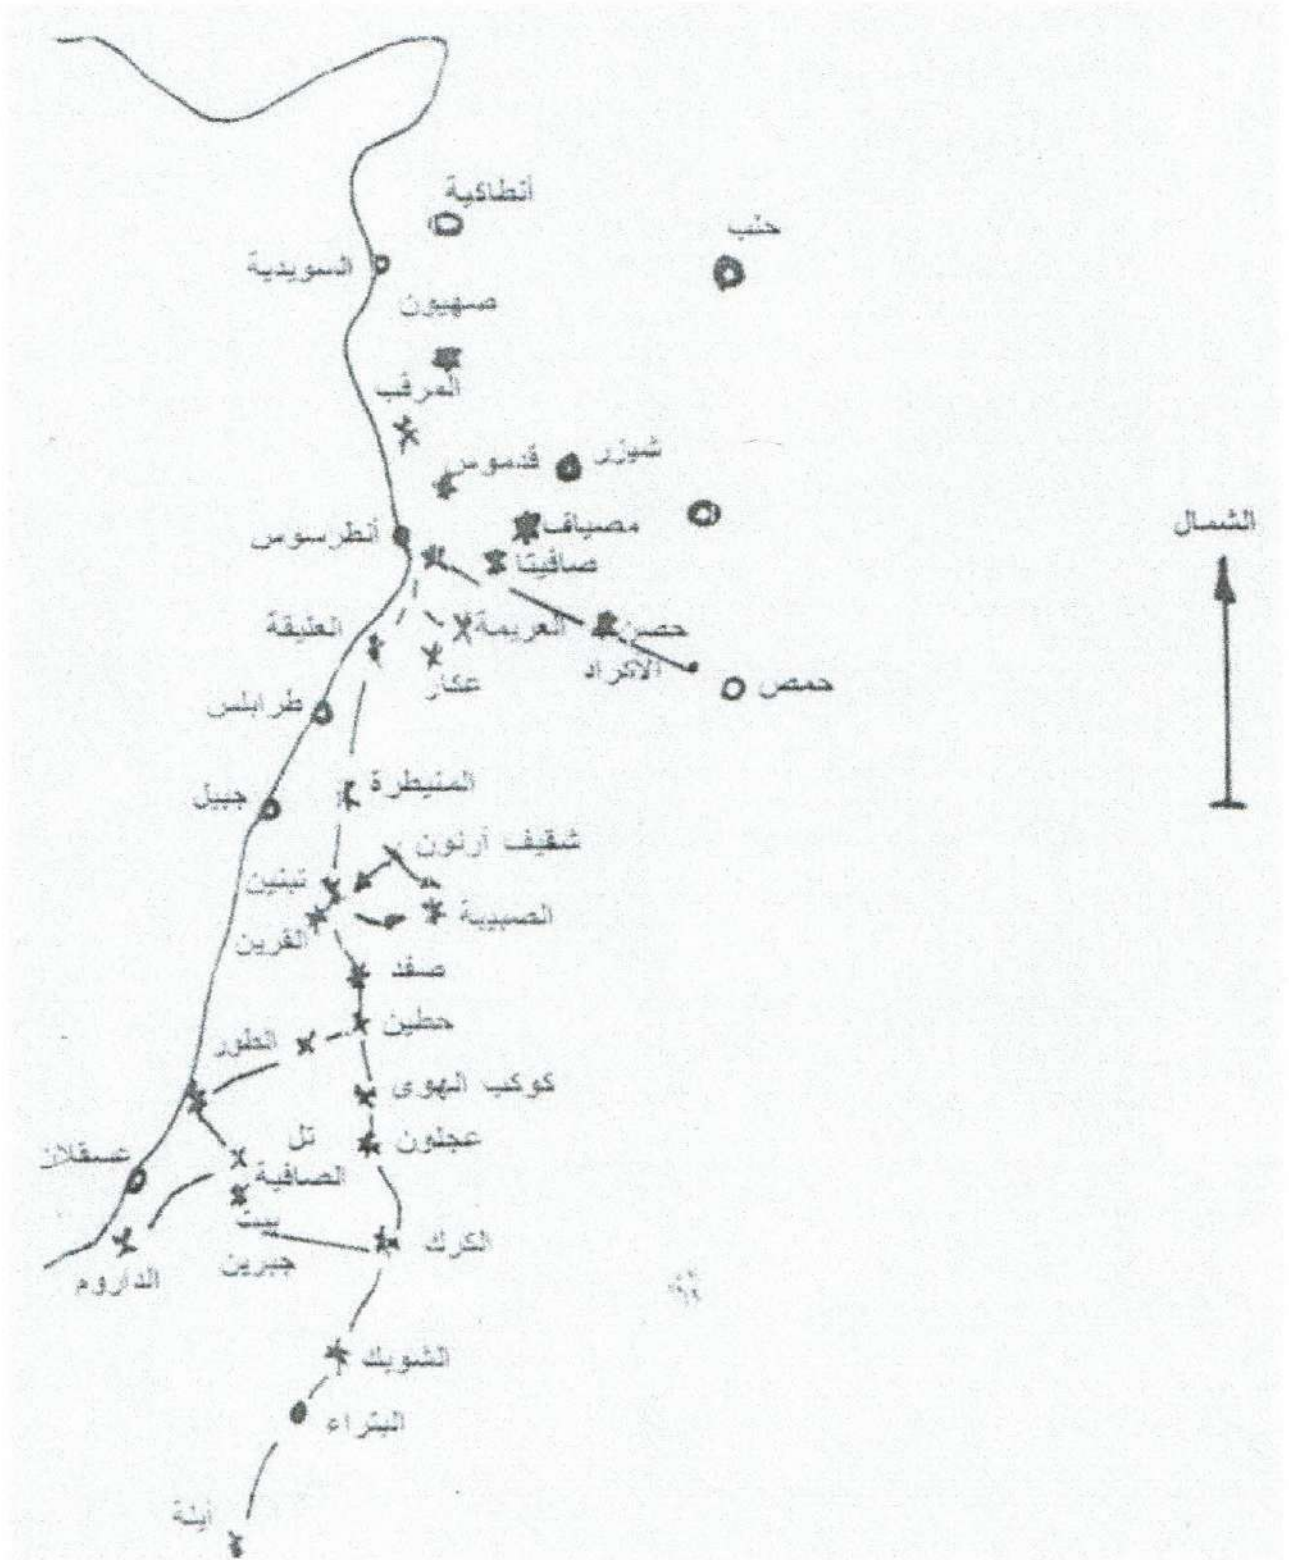 أنطاكية
حلب
السويدية
صهيون
المرقب
شيزر
قدموس
مصياف
الشمال
أنطرسوس
صافيتا
العليقة
العريمة
حصن
الاكراد
عكار
حمص
طرابلس
المنيطرة
جبيل
شقيف أرنون
تبنين
الصبيبة
القرين
صفد
حطين
الطور
كوكب الهوى
عجلون
تل
الصافية
عسقلان
بيت
جبرين
الكرك
الداروم
الشوبك
البتراء
أيلة